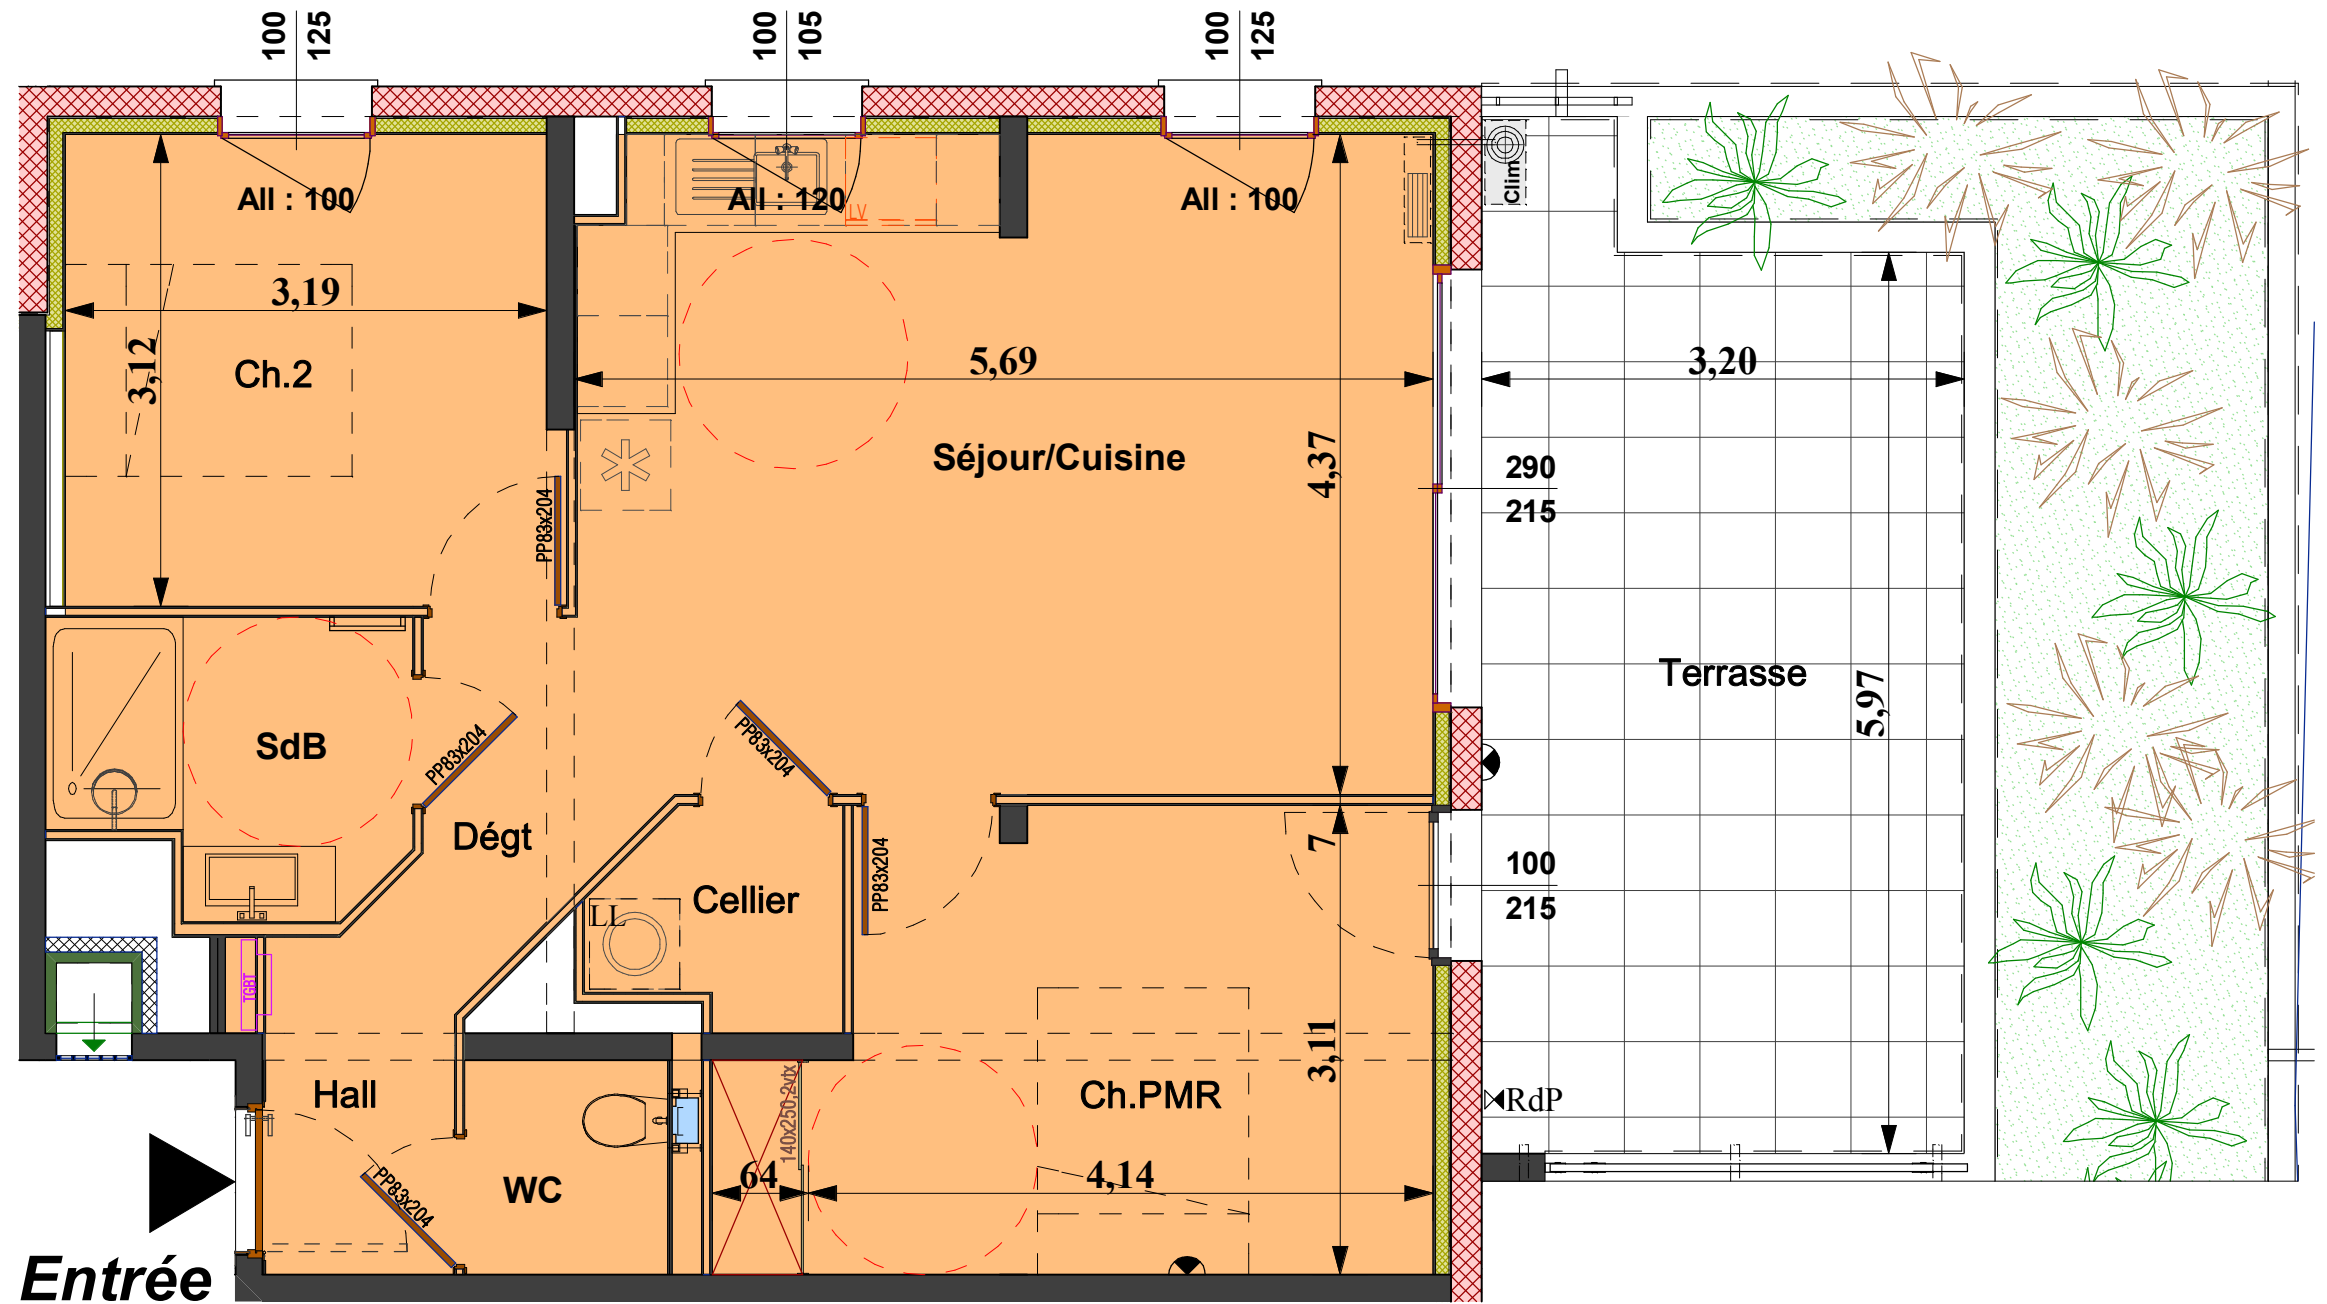 100
125
100
105
100
125
All : 100
All : 120
All : 100
LV
Clim
3,19
3,12
Ch.2
5,69
3,20
Séjour/Cuisine
4,37
290
215
PP83x204
Terrasse
5,97
SdB
PP83x204
PP83x204
Dégt
7
100
215
PP83x204
Cellier
LL
TGBT
3,11
Hall
Ch.PMR
RdP
140x250,2vtx
64
4,14
WC
PP83x204
Entrée